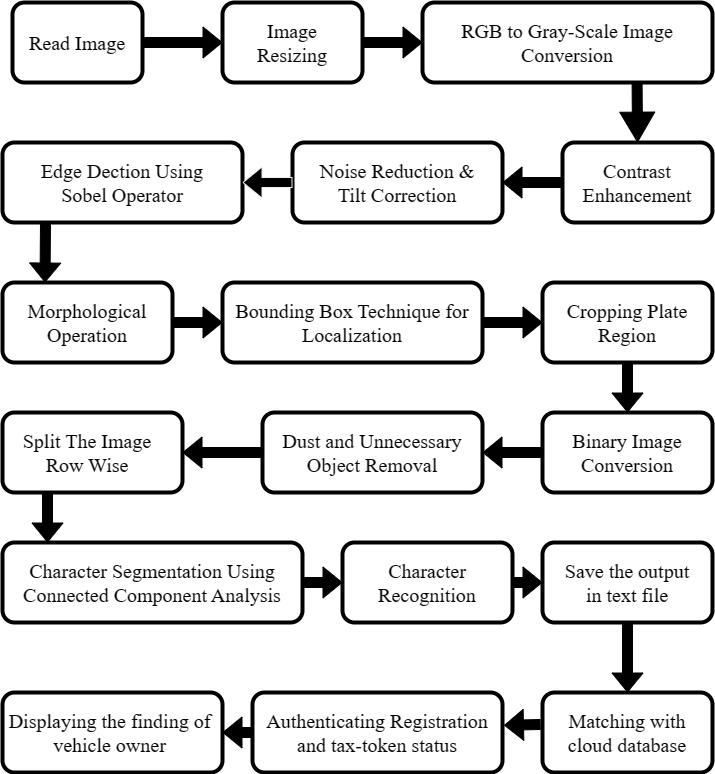 Read Image
Image
Resizing
RGB to Gray-Scale Image
Conversion
Contrast
Enhancement
Noise Reduction &
Tilt Correction
Edge Dection Using
Sobel Operator
Morphological
Operation
Bounding Box Technique for
Localization
Cropping Plate
Region
Binary Image
Conversion
Dust and Unnecessary
Object Removal
Split The Image
Row Wise
Character Segmentation Using
Connected Component Analysis
Character
Recognition
Save the output
in text file
Matching with
cloud database
Authenticating Registration
and tax-token status
Displaying the finding of
vehicle owner